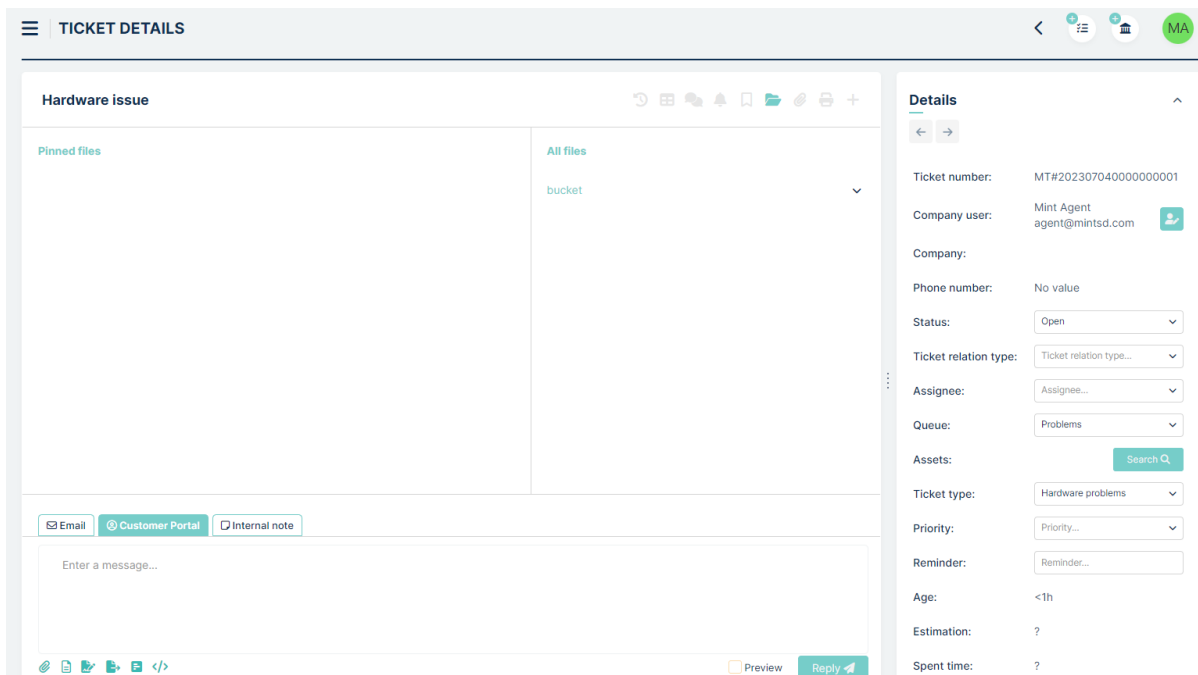 TICKET DETAILS
MA
Hardware issue
Pinned files
All files
bucket
Email
Customer Portal
Internal note
Enter a message...
</>
Preview
Reply
Details
Ticket number: MT#202307040000000001
Company user: Mint Agent
agent@mintsd.com
Company:
Phone number: No value
Status: Open
Ticket relation type: Ticket relation type...
Assignee: Assignee...
Queue: Problems
Assets: Search
Ticket type: Hardware problems
Priority: Priority...
Reminder: Reminder...
Age: <1h
Estimation: ?
Spent time: ?